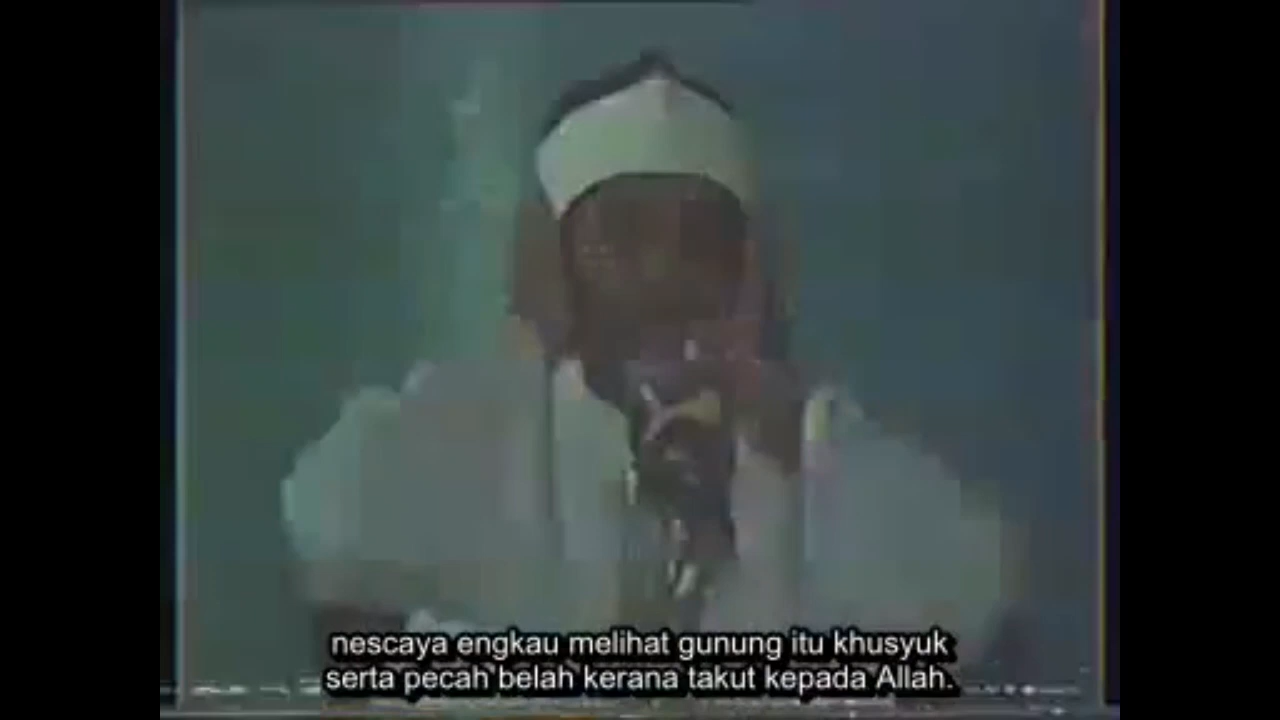 nescaya engkau melihat gunung itu khusyuk
serta pecah belah kerana takut kepada Allah.